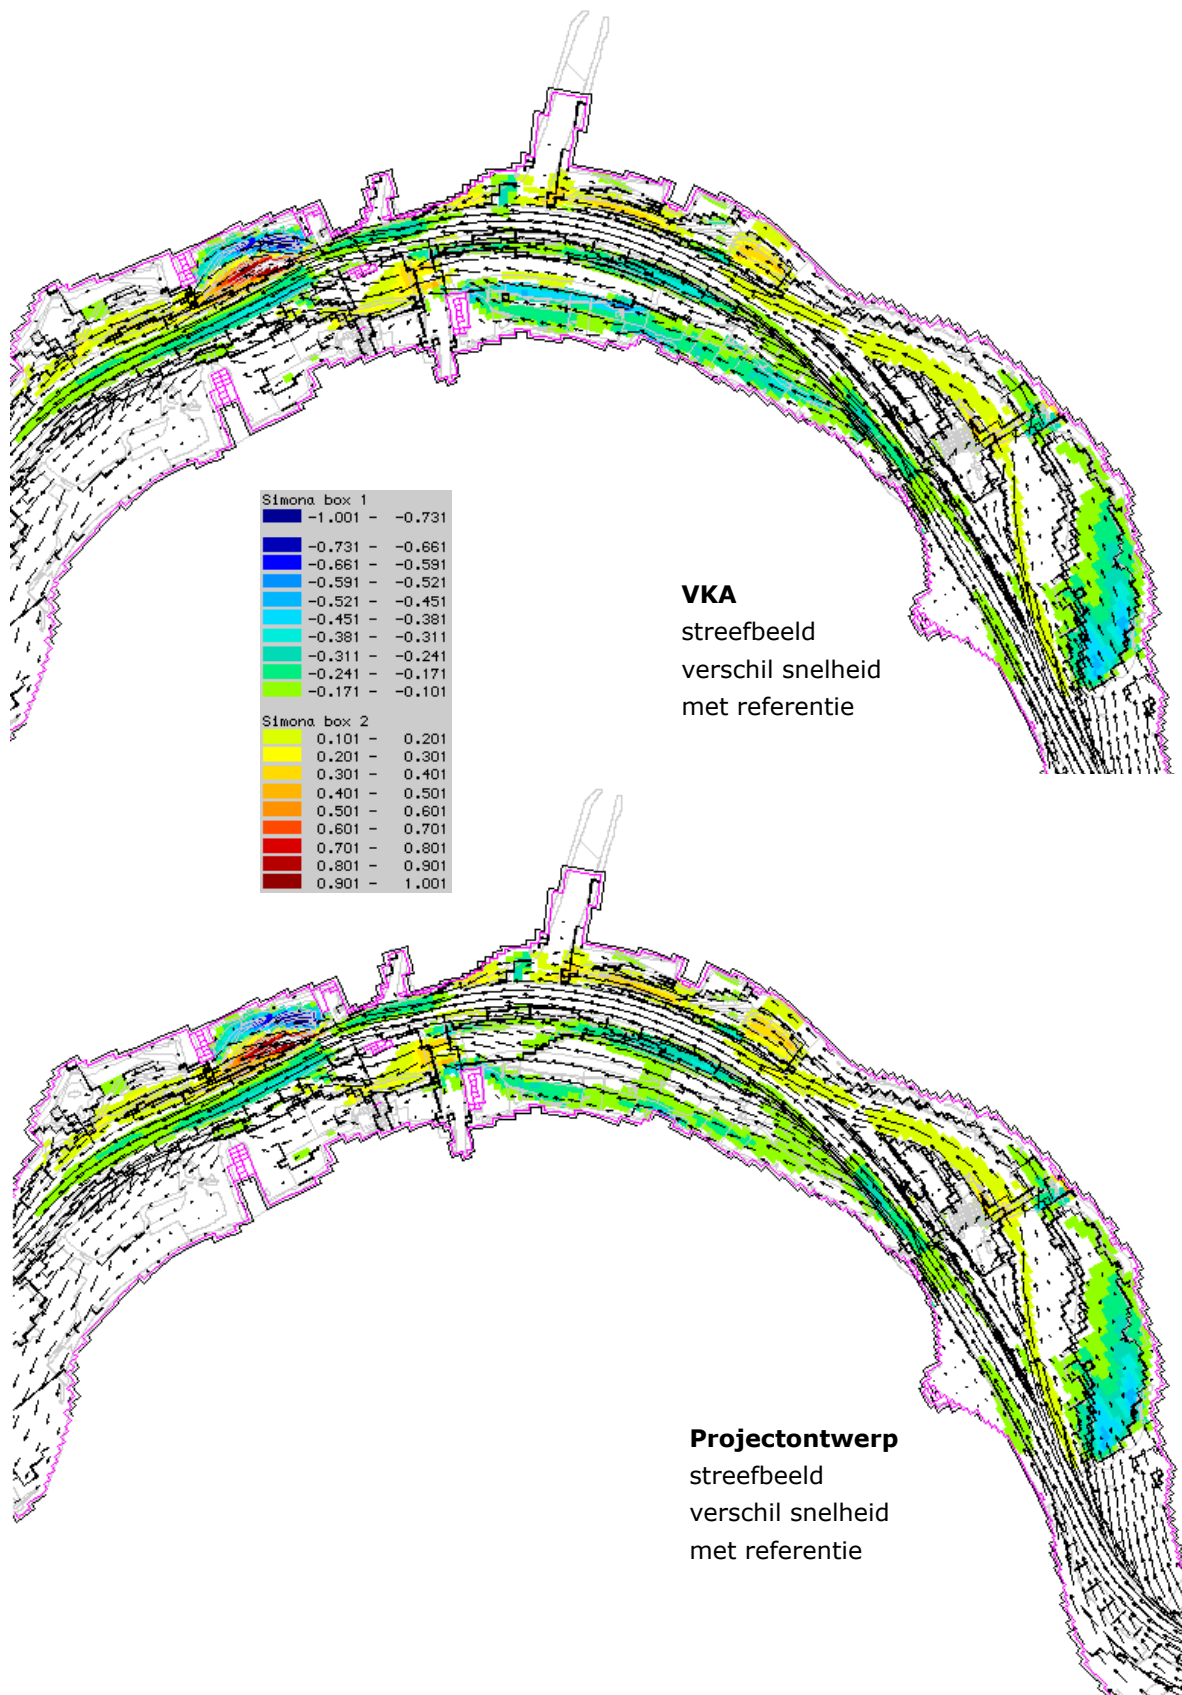 Simona box 1
-1.001 - -0.731
-0.731 - -0.661
-0.661 - -0.591
-0.591 - -0.521
-0.521 - -0.451
-0.451 - -0.381
-0.381 - -0.311
-0.311 - -0.241
-0.241 - -0.171
-0.171 - -0.101
Simona box 2
0.101 - 0.201
0.201 - 0.301
0.301 - 0.401
0.401 - 0.501
0.501 - 0.601
0.601 - 0.701
0.701 - 0.801
0.801 - 0.901
0.901 - 1.001
VKA
streefbeeld
verschil snelheid
met referentie
Projectontwerp
streefbeeld
verschil snelheid
met referentie